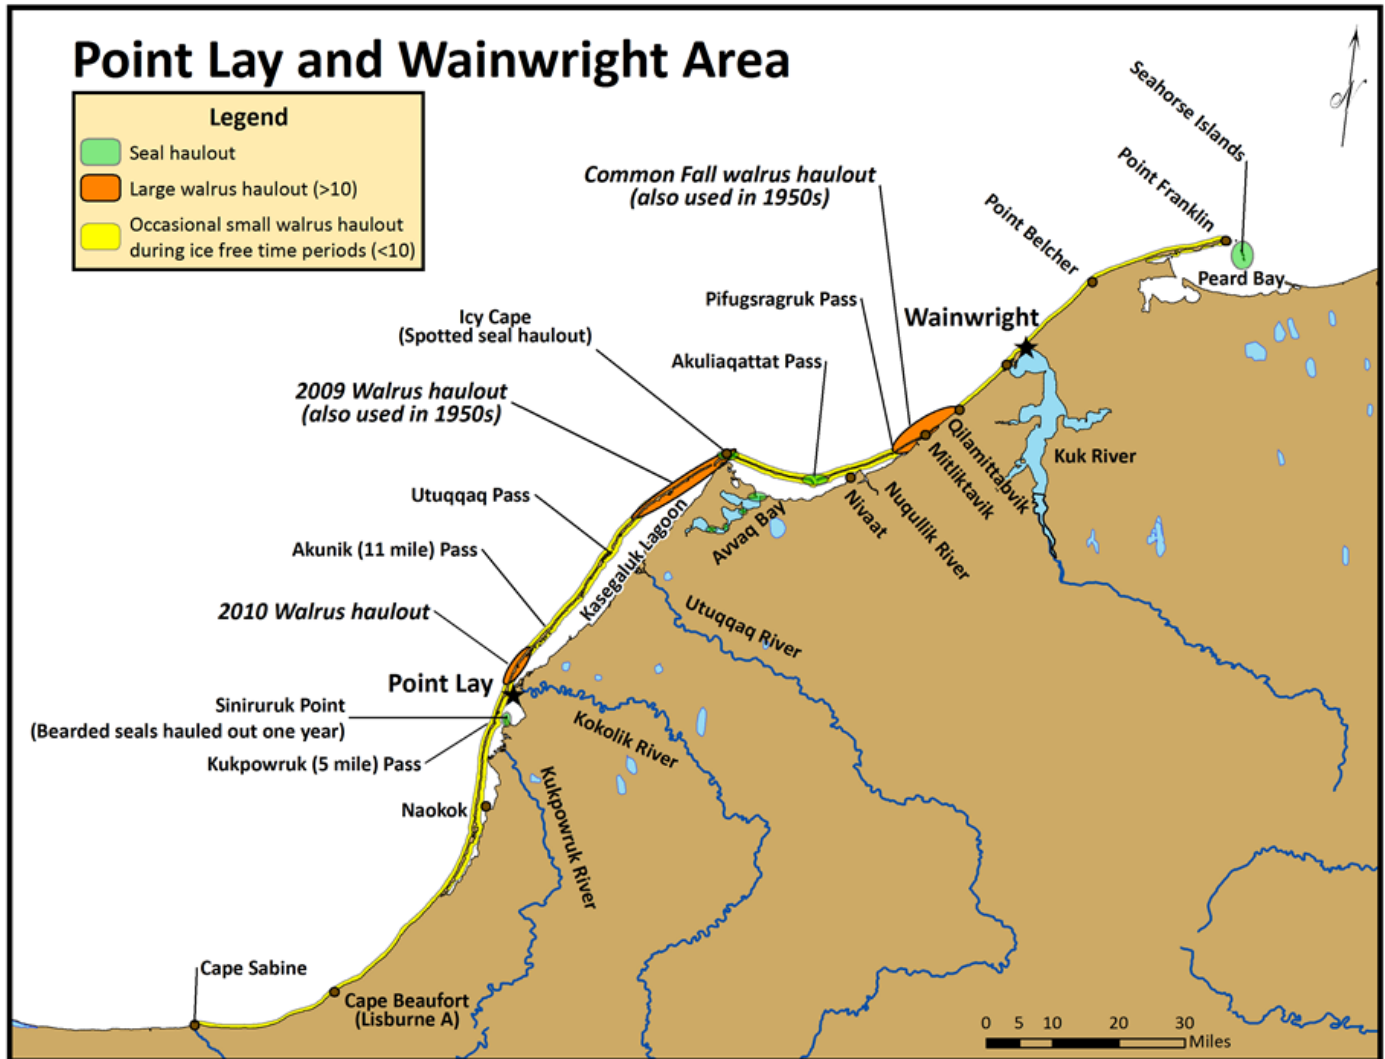 Point Lay and Wainwright Area
Legend
Seal haulout
Large walrus haulout (>10)
Occasional small walrus haulout
during ice free time periods (<10)
N
Seahorse Islands
Point Franklin
Common Fall walrus haulout
(also used in 1950s)
Point Belcher
Peard Bay
Pifugsragruk Pass
Wainwright
Icy Cape
(Spotted seal haulout)
Akuliaqattat Pass
2009 Walrus haulout
(also used in 1950s)
Qilamittabvik
Mitliktavik
Kuk River
Utuqqaq Pass
Nivaat
Nuqullik River
Avvaq Bay
Kasegaluk Lagoon
Akunik (11 mile) Pass
2010 Walrus haulout
Utuqqaq River
Point Lay
Siniruruk Point
(Bearded seals hauled out one year)
Kokolik River
Kukpowruk (5 mile) Pass
Kukpowruk River
Naokok
Cape Sabine
Cape Beaufort
(Lisburne A)
0 5 10 20 30
Miles